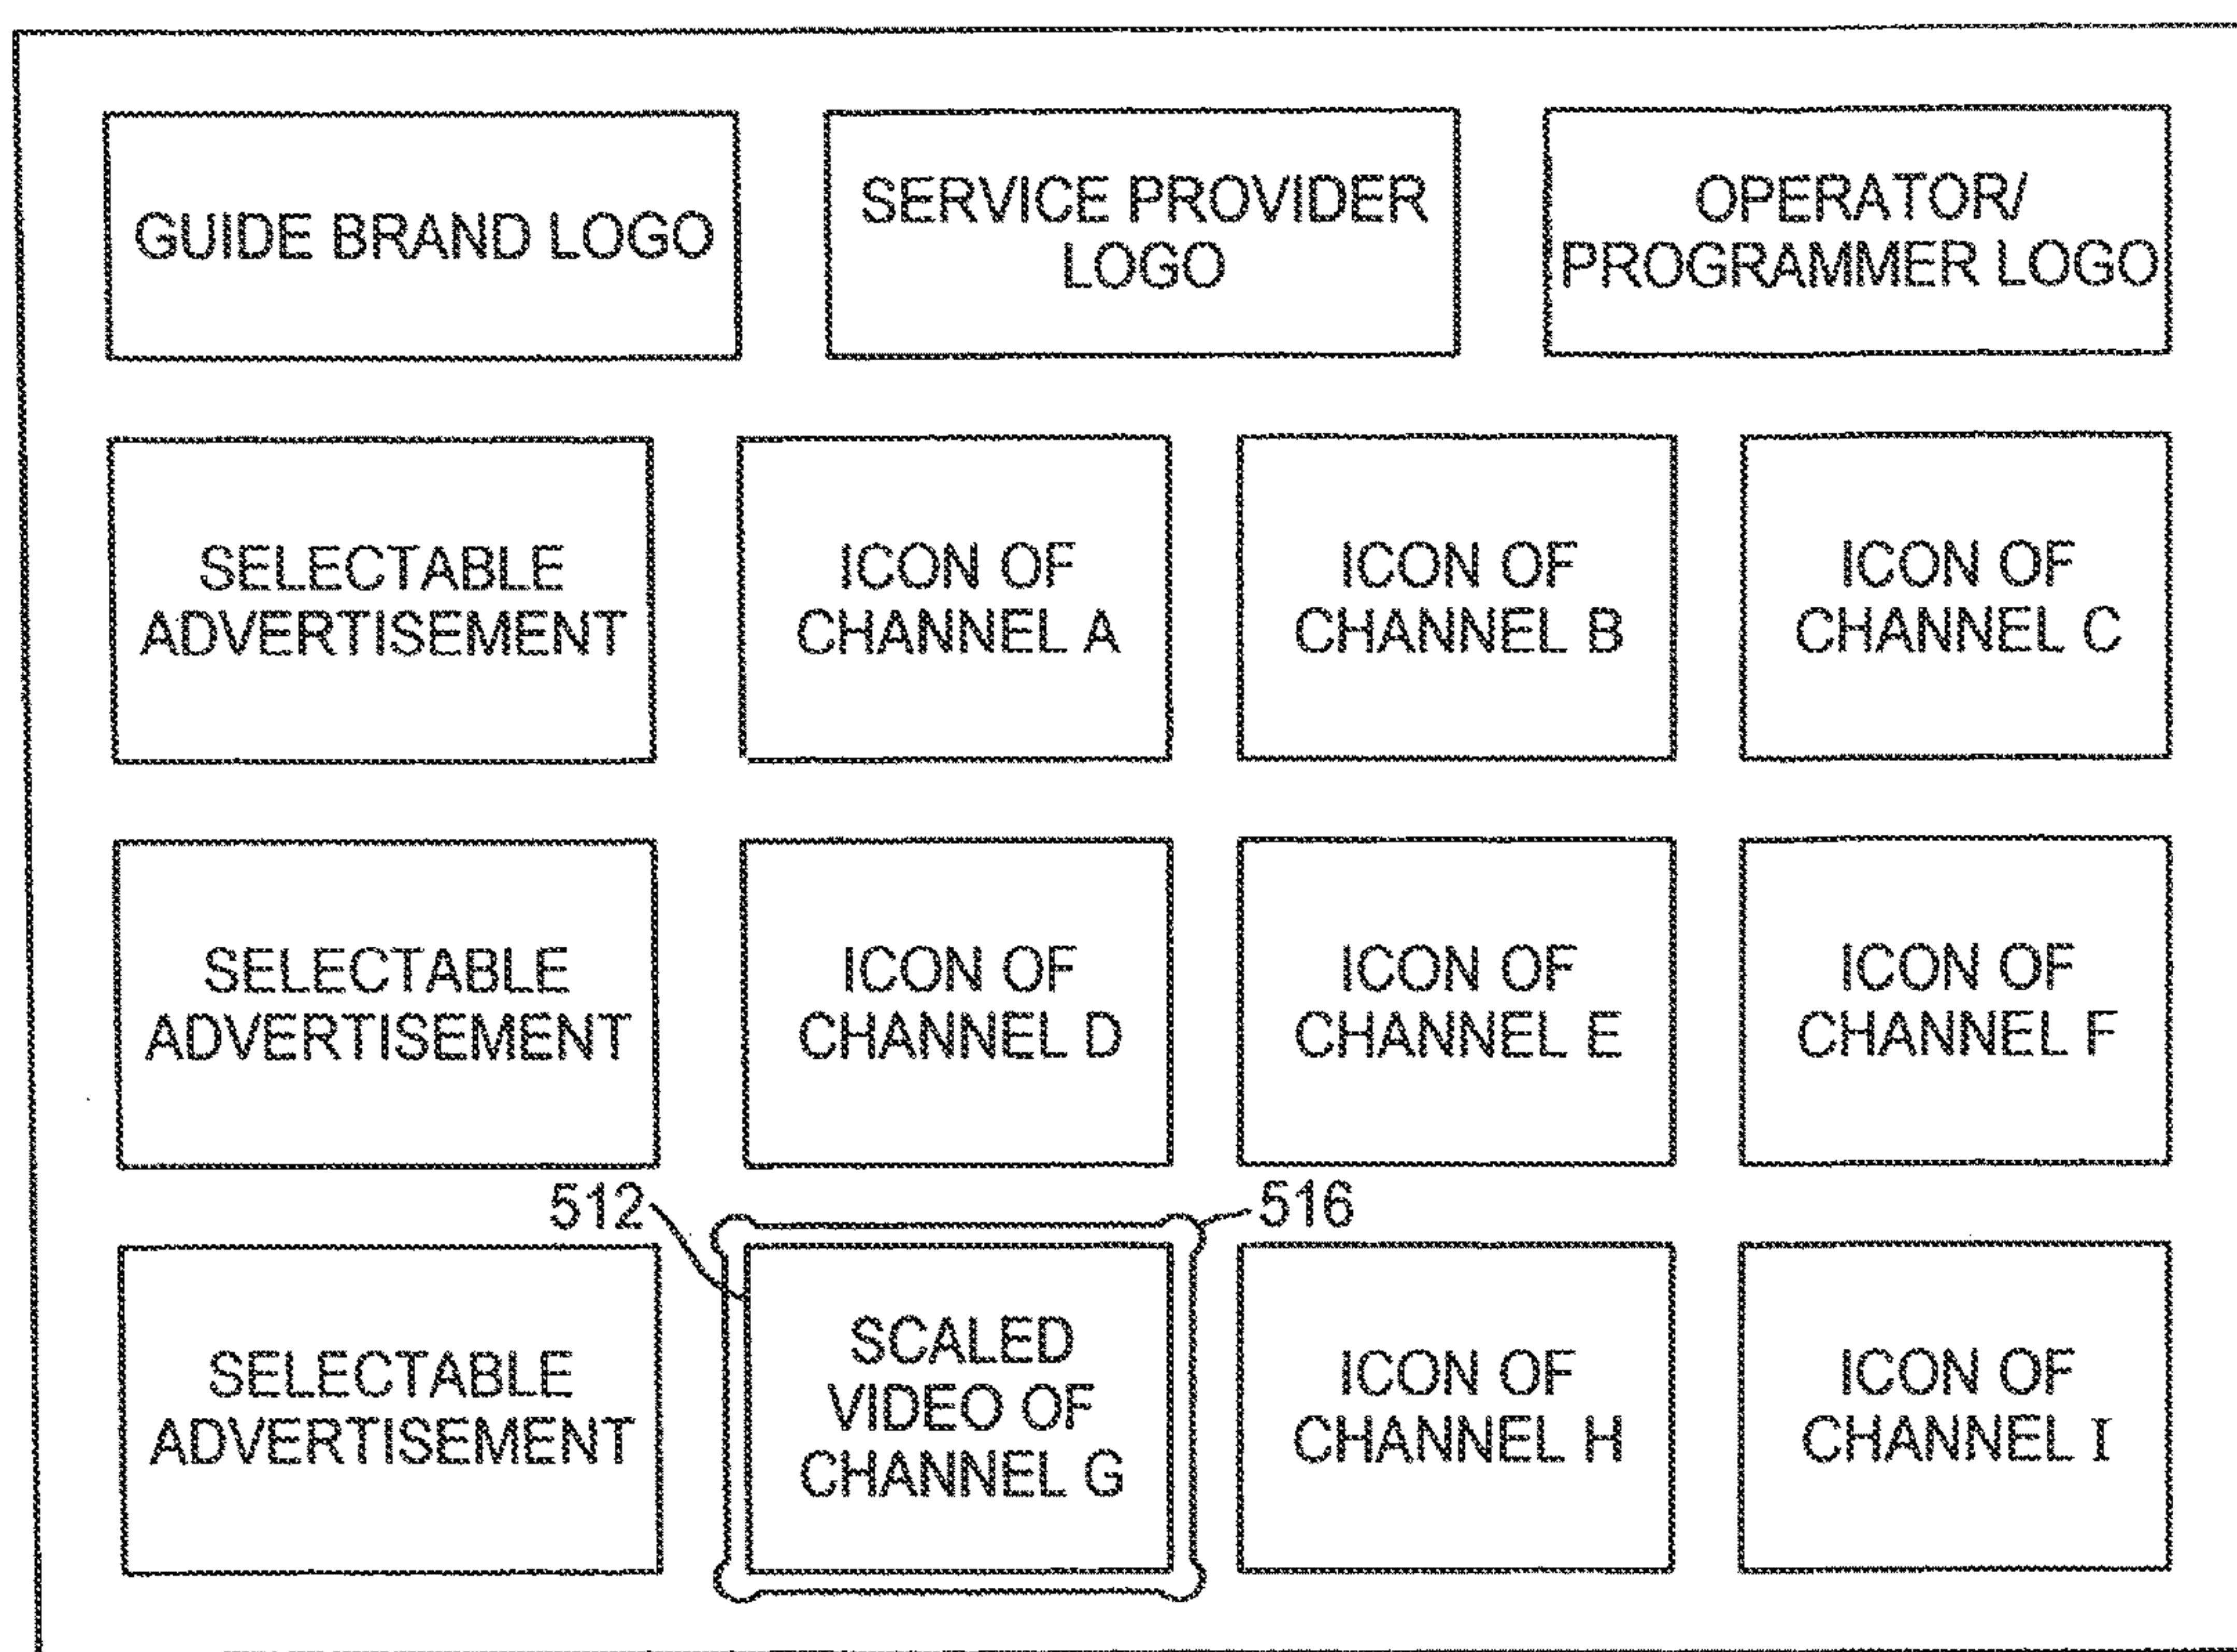 GUIDE BRAND LOGO
SERVICE PROVIDER
LOGO
OPERATOR/
PROGRAMMER LOGO
SELECTABLE
ADVERTISEMENT
ICON OF
CHANNEL A
ICON OF
CHANNEL B
ICON OF
CHANNEL C
SELECTABLE
ADVERTISEMENT
ICON OF
CHANNEL D
ICON OF
CHANNEL E
ICON OF
CHANNEL F
512
516
SELECTABLE
ADVERTISEMENT
SCALED
VIDEO OF
CHANNEL G
ICON OF
CHANNEL H
ICON OF
CHANNEL I